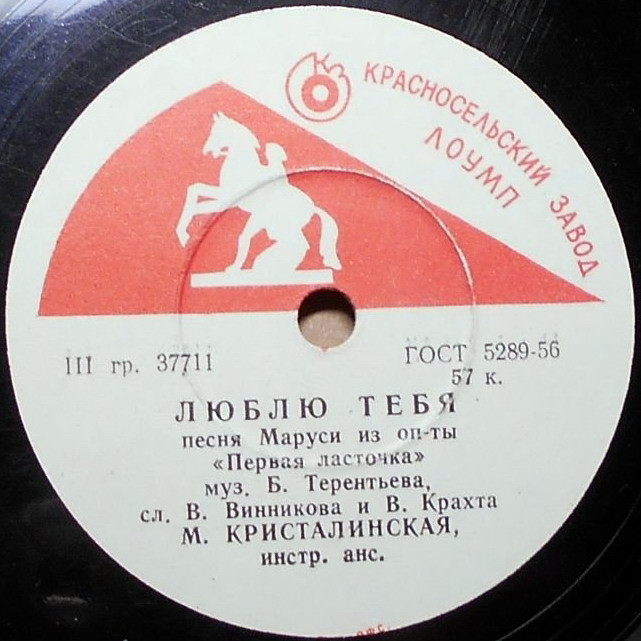 КЗ
КРАСНОСЕЛЬСКИЙ ЗАВОД
ЛОУМП
III гр. 37711
ГОСТ 5289-56
57 к.
ЛЮБЛЮ ТЕБЯ
песня Маруси из оп-ты
«Первая ласточка»
муз. Б. Терентьева,
сл. В. Винникова и В. Крахта
М. КРИСТАЛИНСКАЯ,
инстр. анс.